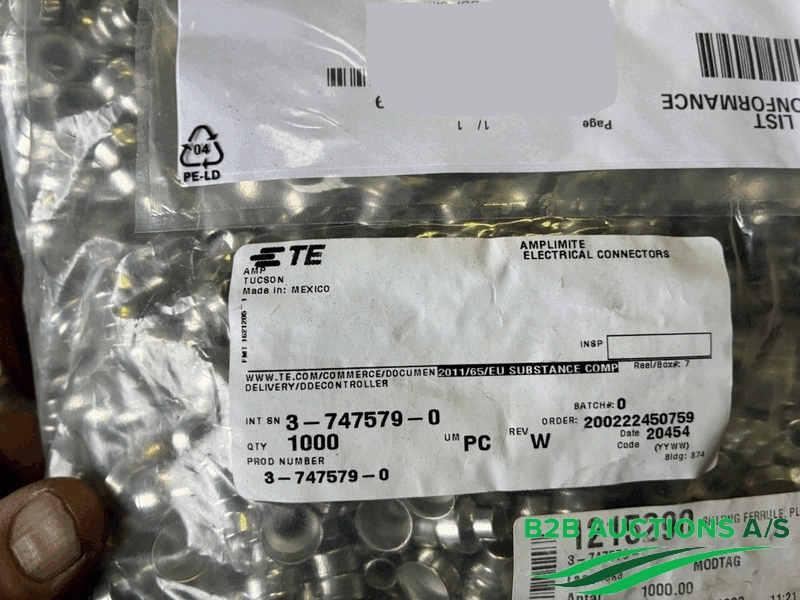 Page 1 / 1
LIST
CONFORMANCE
04
PE-LD
TE
AMPLIMITE
ELECTRICAL CONNECTORS
AMP
TUCSON
Made in: MEXICO
INSP
Reel/Box#: 7
WWW.TE.COM/COMMERCE/DOCUMEN 2011/65/EU SUBSTANCE COMP
DELIVERY/DDECONTROLLER
BATCH#: 0
INT SN 3-747579-0
ORDER: 200222450759
QTY 1000 UM PC REV W
Date 20454
Code (YYWW)
PROD NUMBER
Bldg: 874
3-747579-0
FERRULE, PL
MODTAG
Antal 1000.00
11:21
B2B AUCTIONS A/S